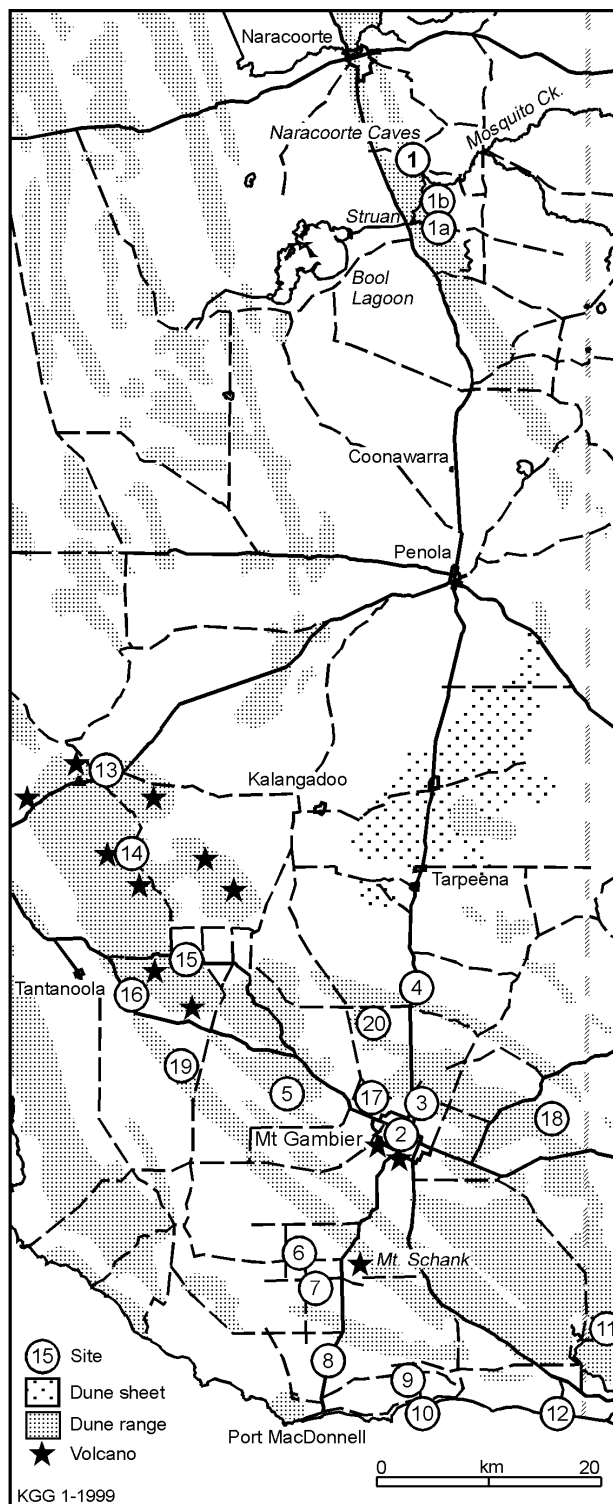 Naracoorte
Naracoorte Caves
Mosquito Ck.
1
1b
Struan
1a
Bool
Lagoon
Coonawarra
Penola
13
Kalangadoo
14
Tarpeena
15
4
Tantanoola
16
20
19
5
17
3
18
Mt Gambier
2
6
Mt. Schank
7
11
8
15 Site
9
Dune sheet
10
12
Dune range
Port MacDonnell
Volcano
0 km 20
KGG 1-1999